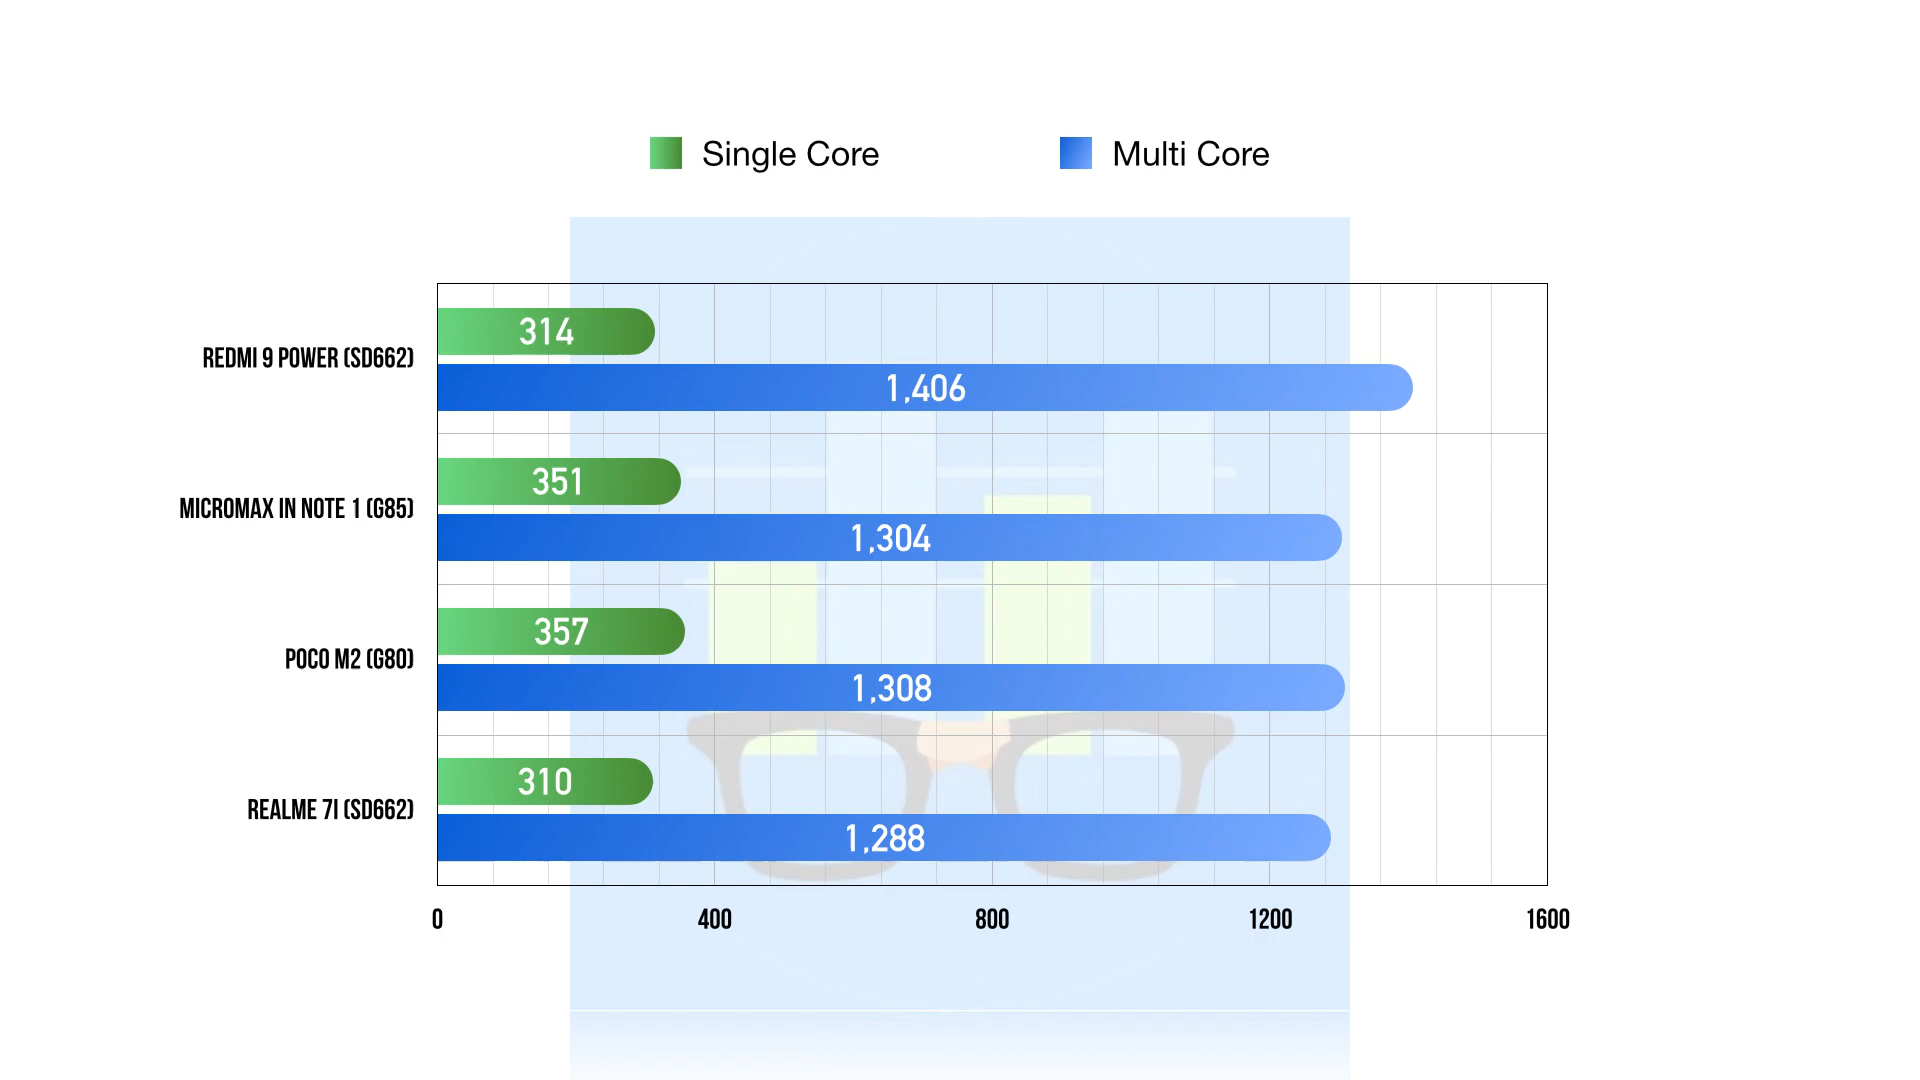 Single Core
Multi Core
REDMI 9 POWER (SD662)
314
1,406
MICROMAX IN NOTE 1 (G85)
351
1,304
POCO M2 (G80)
357
1,308
REALME 7I (SD662)
310
1,288
0 400 800 1200 1600